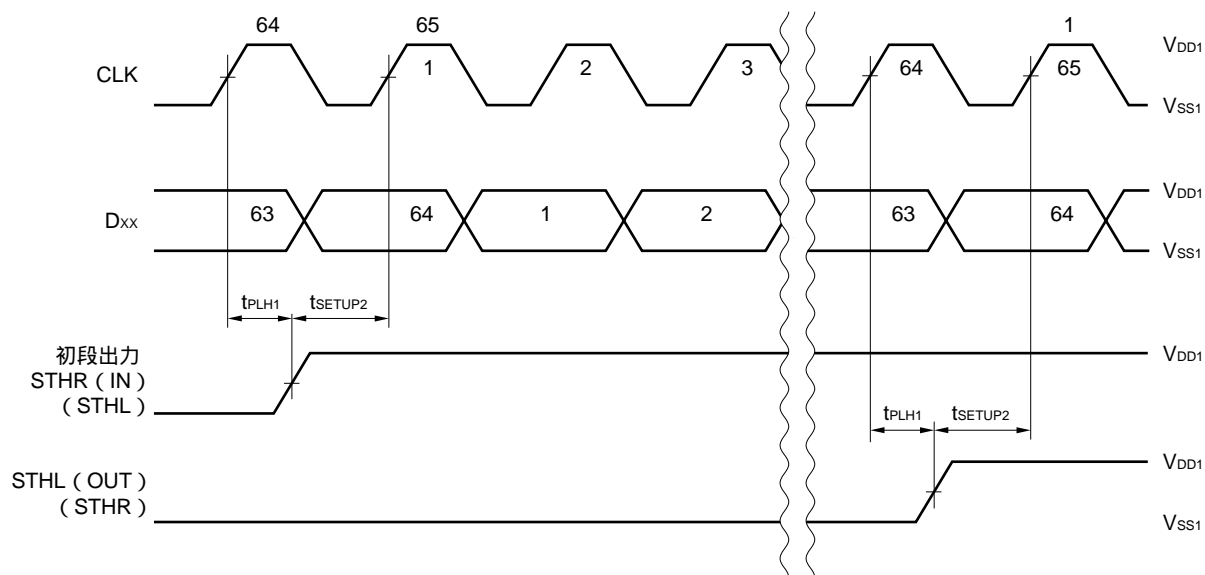 64 65 1
CLK 1 2 3 64 65 VDD1
VSS1
DXX 63 64 1 2 63 64 VDD1
VSS1
tPLH1 tSETUP2
初段出力
STHR（IN）
（STHL）
VDD1
tPLH1 tSETUP2
STHL（OUT）
（STHR）
VDD1
VSS1